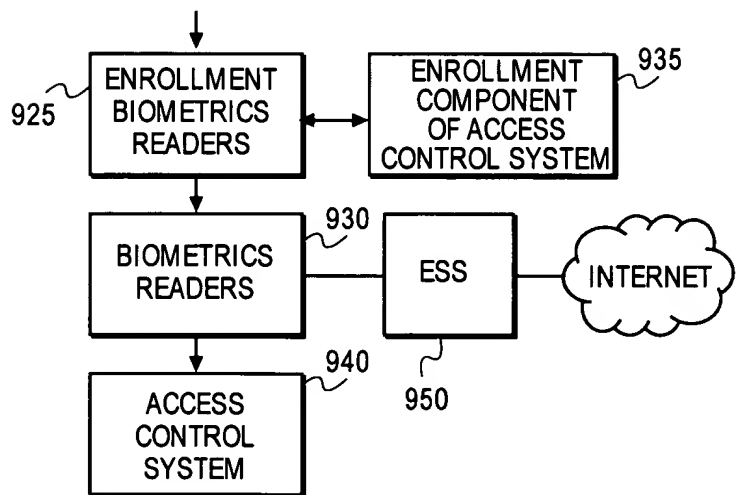 925
ENROLLMENT
BIOMETRICS
READERS
ENROLLMENT
COMPONENT
OF ACCESS
CONTROL SYSTEM
935
BIOMETRICS
READERS
930
ESS
950
INTERNET
ACCESS
CONTROL
SYSTEM
940